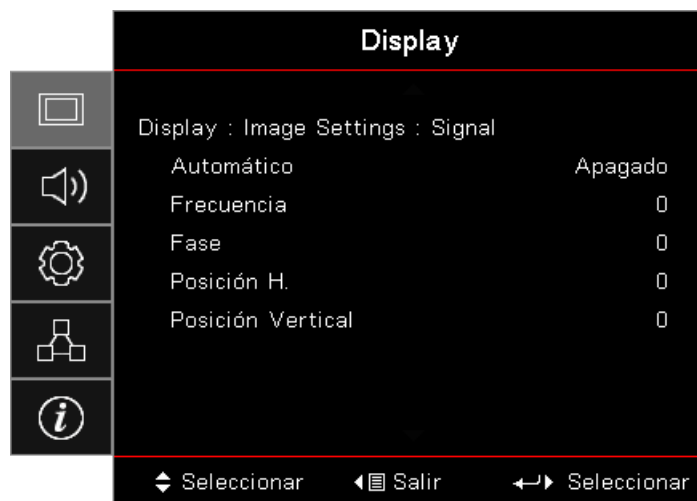 Display
Display : Image Settings : Signal
Automático Apagado
Frecuencia 0
Fase 0
Posición H. 0
Posición Vertical 0
Seleccionar Salir Seleccionar